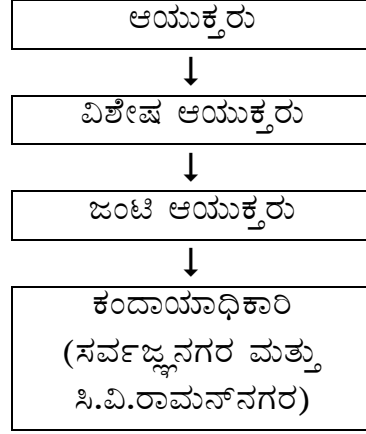 ಆಯುಕ್ತರು
ವಿಶೇಷ ಆಯುಕ್ತರು
ಜಂಟಿ ಆಯುಕ್ತರು
ಕಂದಾಯಾಧಿಕಾರಿ
(ಸರ್ವಜ್ಞನಗರ ಮತ್ತು
ಸಿ.ವಿ.ರಾಮನ್‌ನಗರ)